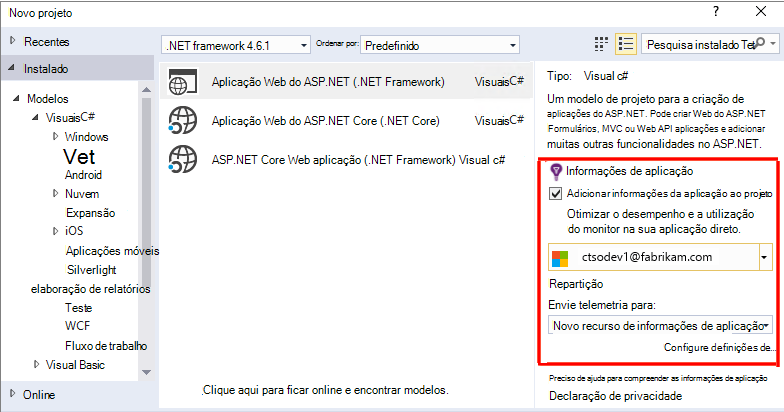 Novo projeto
?
Recentes
.NET framework 4.6.1
Ordenar por:
Predefinido
Pesquisa instalado Tet
Instalado
Modelos
VisuaisC#
Windows
Vet
Android
Nuvem
Expansão
iOS
Aplicações móveis
Silverlight
elaboração de relatórios
Teste
WCF
Fluxo de trabalho
Visual Basic
Online
Aplicação Web do ASP.NET (.NET Framework) VisuaisC#
Aplicação Web do ASP.NET Core (.NET Core) VisuaisC#
ASP.NET Core Web aplicação (.NET Framework) Visual c#
Clique aqui para ficar online e encontrar modelos.
Tipo: Visual c#
Um modelo de projeto para a criação de
aplicações do ASP.NET. Pode criar Web do ASP.NET
Formulários, MVC ou Web API applicações e adicionar
muitas outras funcionalidades no ASP.NET.
Informações de aplicação
Adicionar informações da aplicação ao projeto
Otimizar o desempenho e a utilização
do monitor na sua aplicação direto.
ctsodev1@fabrikam.com
Repartição
Envie telemetria para:
Novo recurso de informações de aplicação
Configure definições de...
Preciso de ajuda para compreender as informações de aplicação
Declaração de privacidade